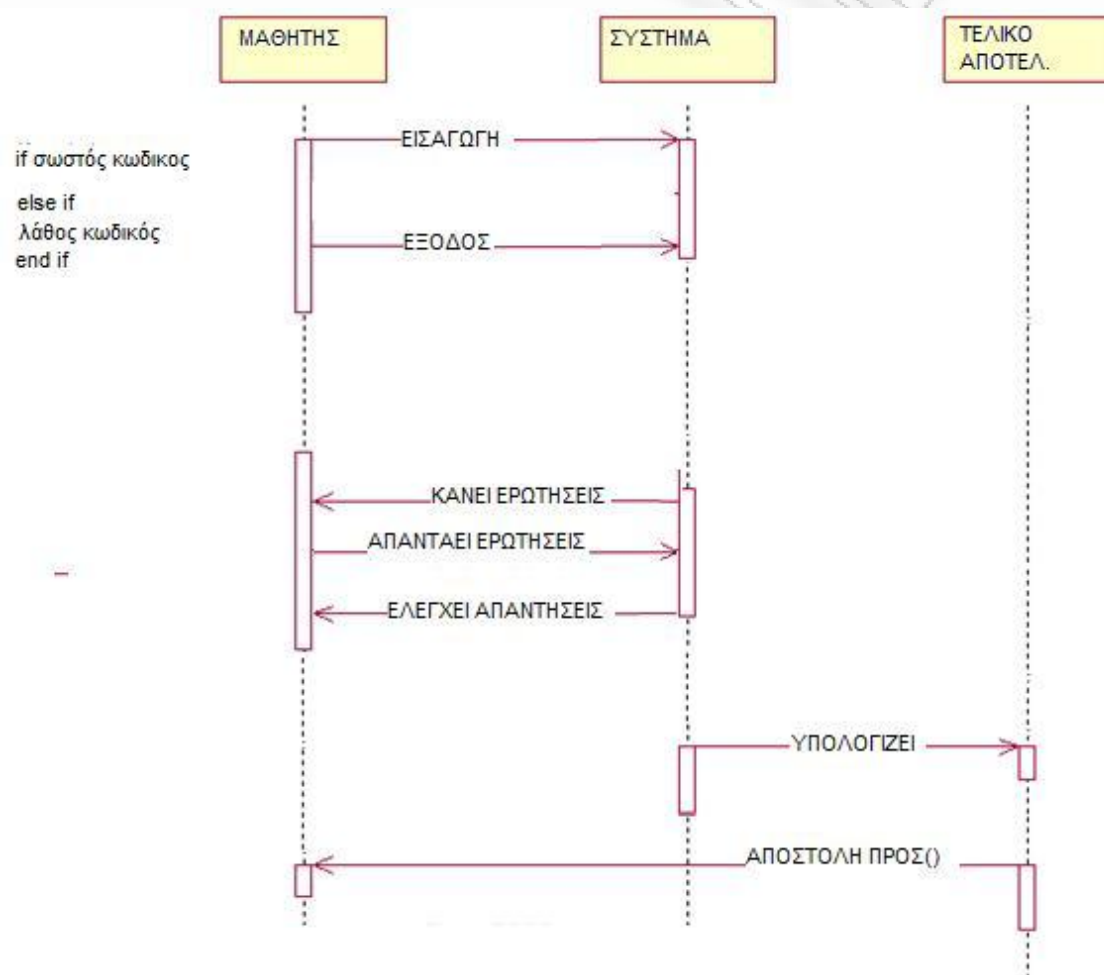 ΜΑΘΗΤΗΣ
ΣΥΣΤΗΜΑ
ΤΕΛΙΚΟ
ΑΠΟΤΕΛ.
ΕΙΣΑΓΩΓΗ
if σωστός κωδικος
else if
λάθος κωδικός
ΕΞΟΔΟΣ
end if
ΚΑΝΕΙ ΕΡΩΤΗΣΕΙΣ
ΑΠΑΝΤΑΕΙ ΕΡΩΤΗΣΕΙΣ
ΕΛΕΓΧΕΙ ΑΠΑΝΤΗΣΕΙΣ
ΥΠΟΛΟΓΙΖΕΙ
ΑΠΟΣΤΟΛΗ ΠΡΟΣ()